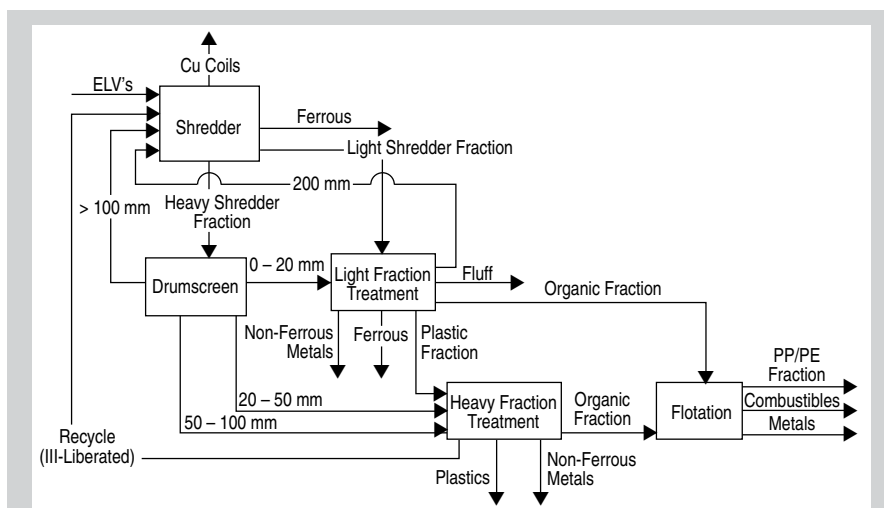 Cu Coils
ELV's
Shredder
Ferrous
Light Shredder Fraction
200 mm
> 100 mm
Heavy Shredder
Fraction
0 – 20 mm
Drumscreen
Light Fraction
Treatment
Fluff
Organic Fraction
Non-Ferrous
Metals
Ferrous
Plastic
Fraction
PP/PE
Fraction
20 – 50 mm
Heavy Fraction
Treatment
Organic
Fraction
Flotation
Combustibles
50 – 100 mm
Metals
Recycle
(III-Liberated)
Plastics
Non-Ferrous
Metals